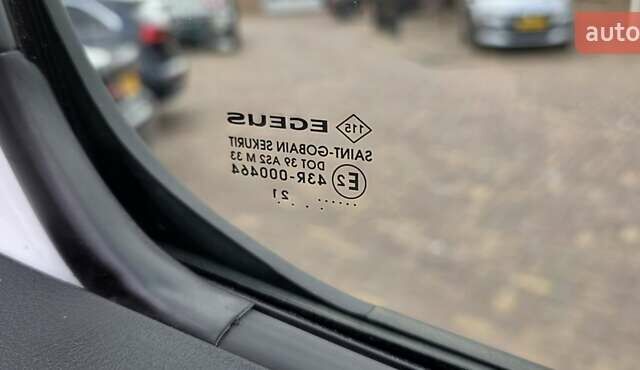 auto
115 EGEUS
SAINT-GOBAIN SEKURIT
DOT 39 AS2 M 33
E2 43R-000464
21